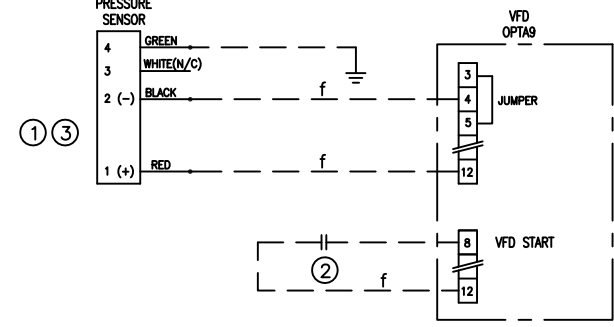 PRESSURE
SENSOR
VFD
OPTA9
4 GREEN
3 WHITE(N/C)
2 (-) BLACK f
1 (+) RED f
1 3
3
4
5
12
JUMPER
8 VFD START
2
f
12